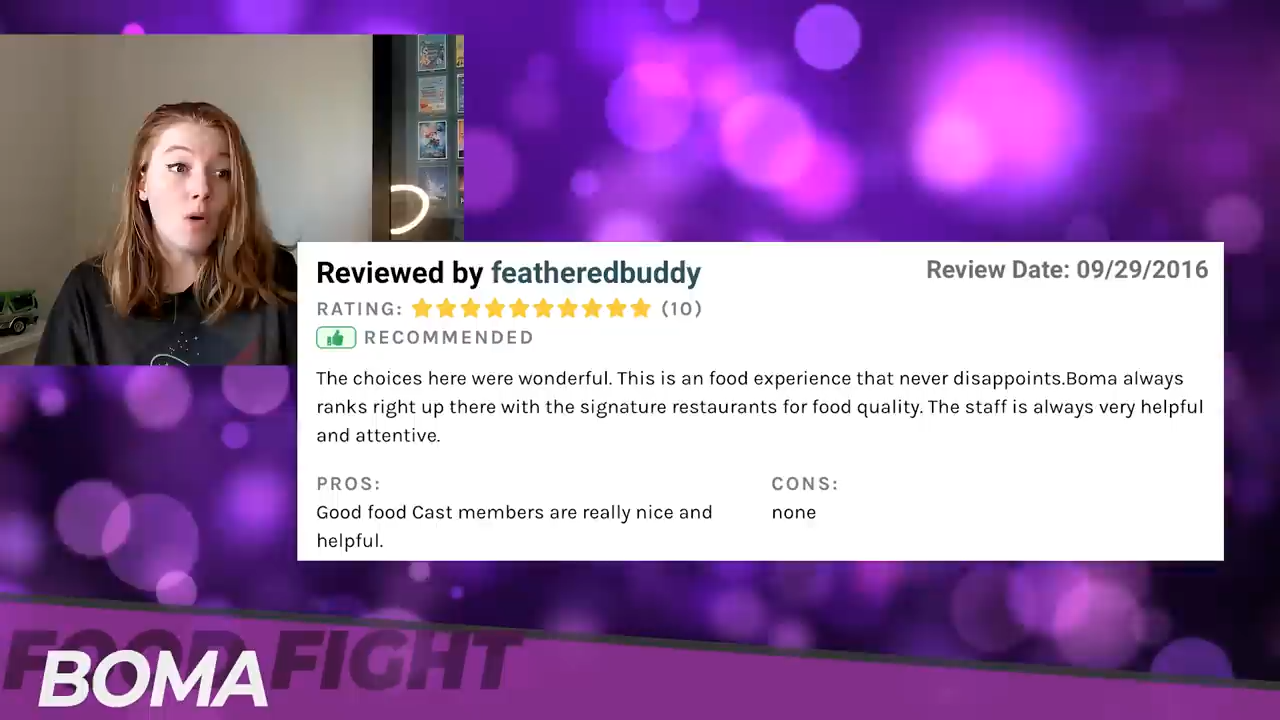 Reviewed by featheredbuddy
Review Date: 09/29/2016
RATING: (10)
RECOMMENDED
The choices here were wonderful. This is an food experience that never disappoints.Boma always
ranks right up there with the signature restaurants for food quality. The staff is always very helpful
and attentive.
PROS:
Good food Cast members are really nice and
helpful.
CONS:
none
FOOD FIGHT
BOMA